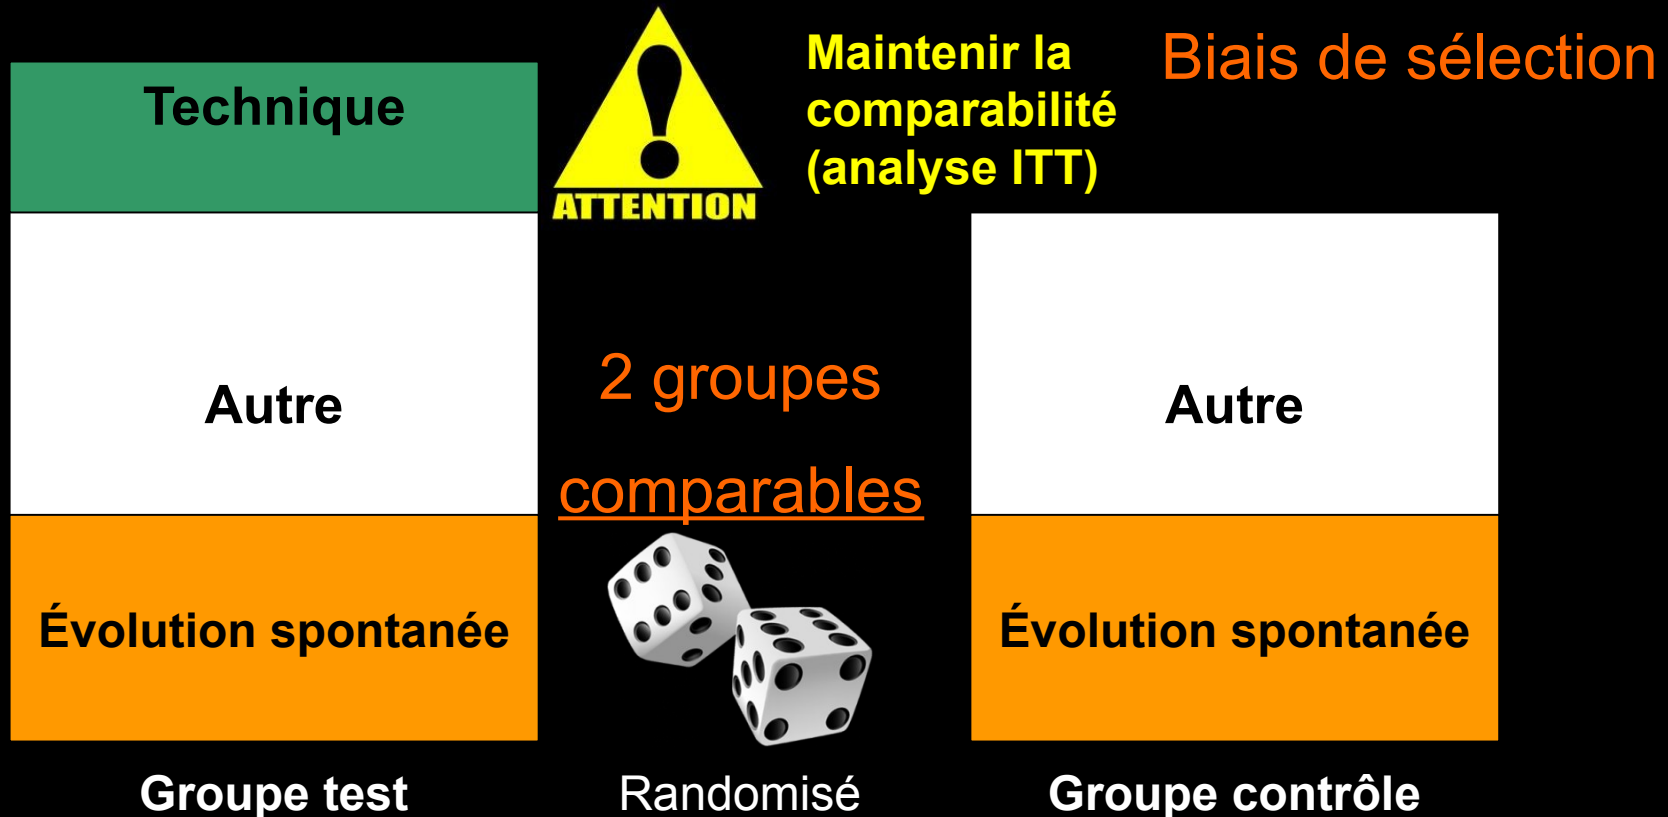 Technique
ATTENTION
Maintenir la
comparabilité
(analyse ITT)
Biais de sélection
Autre
2 groupes
comparables
Autre
Évolution spontanée
Évolution spontanée
Groupe test
Randomisé
Groupe contrôle